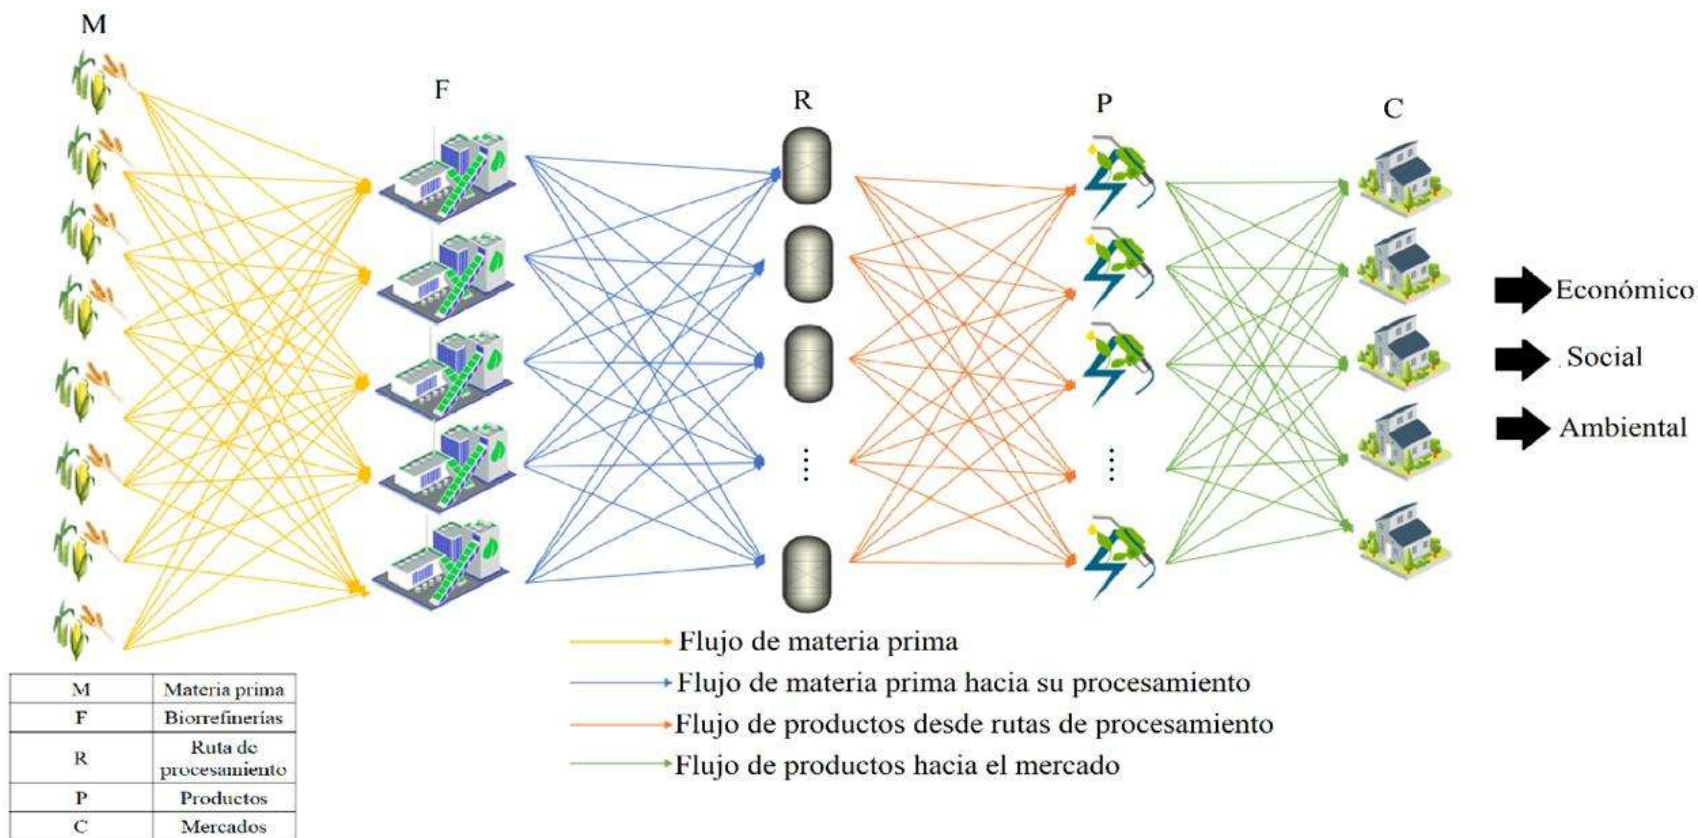 M
F
R
P
C
Económico
Social
Ambiental
Flujo de materia prima
Flujo de materia prima hacia su procesamiento
Flujo de productos desde rutas de procesamiento
Flujo de productos hacia el mercado
M Materia prima
F Biorrefinerías
R Ruta de
procesamiento
P Productos
C Mercados